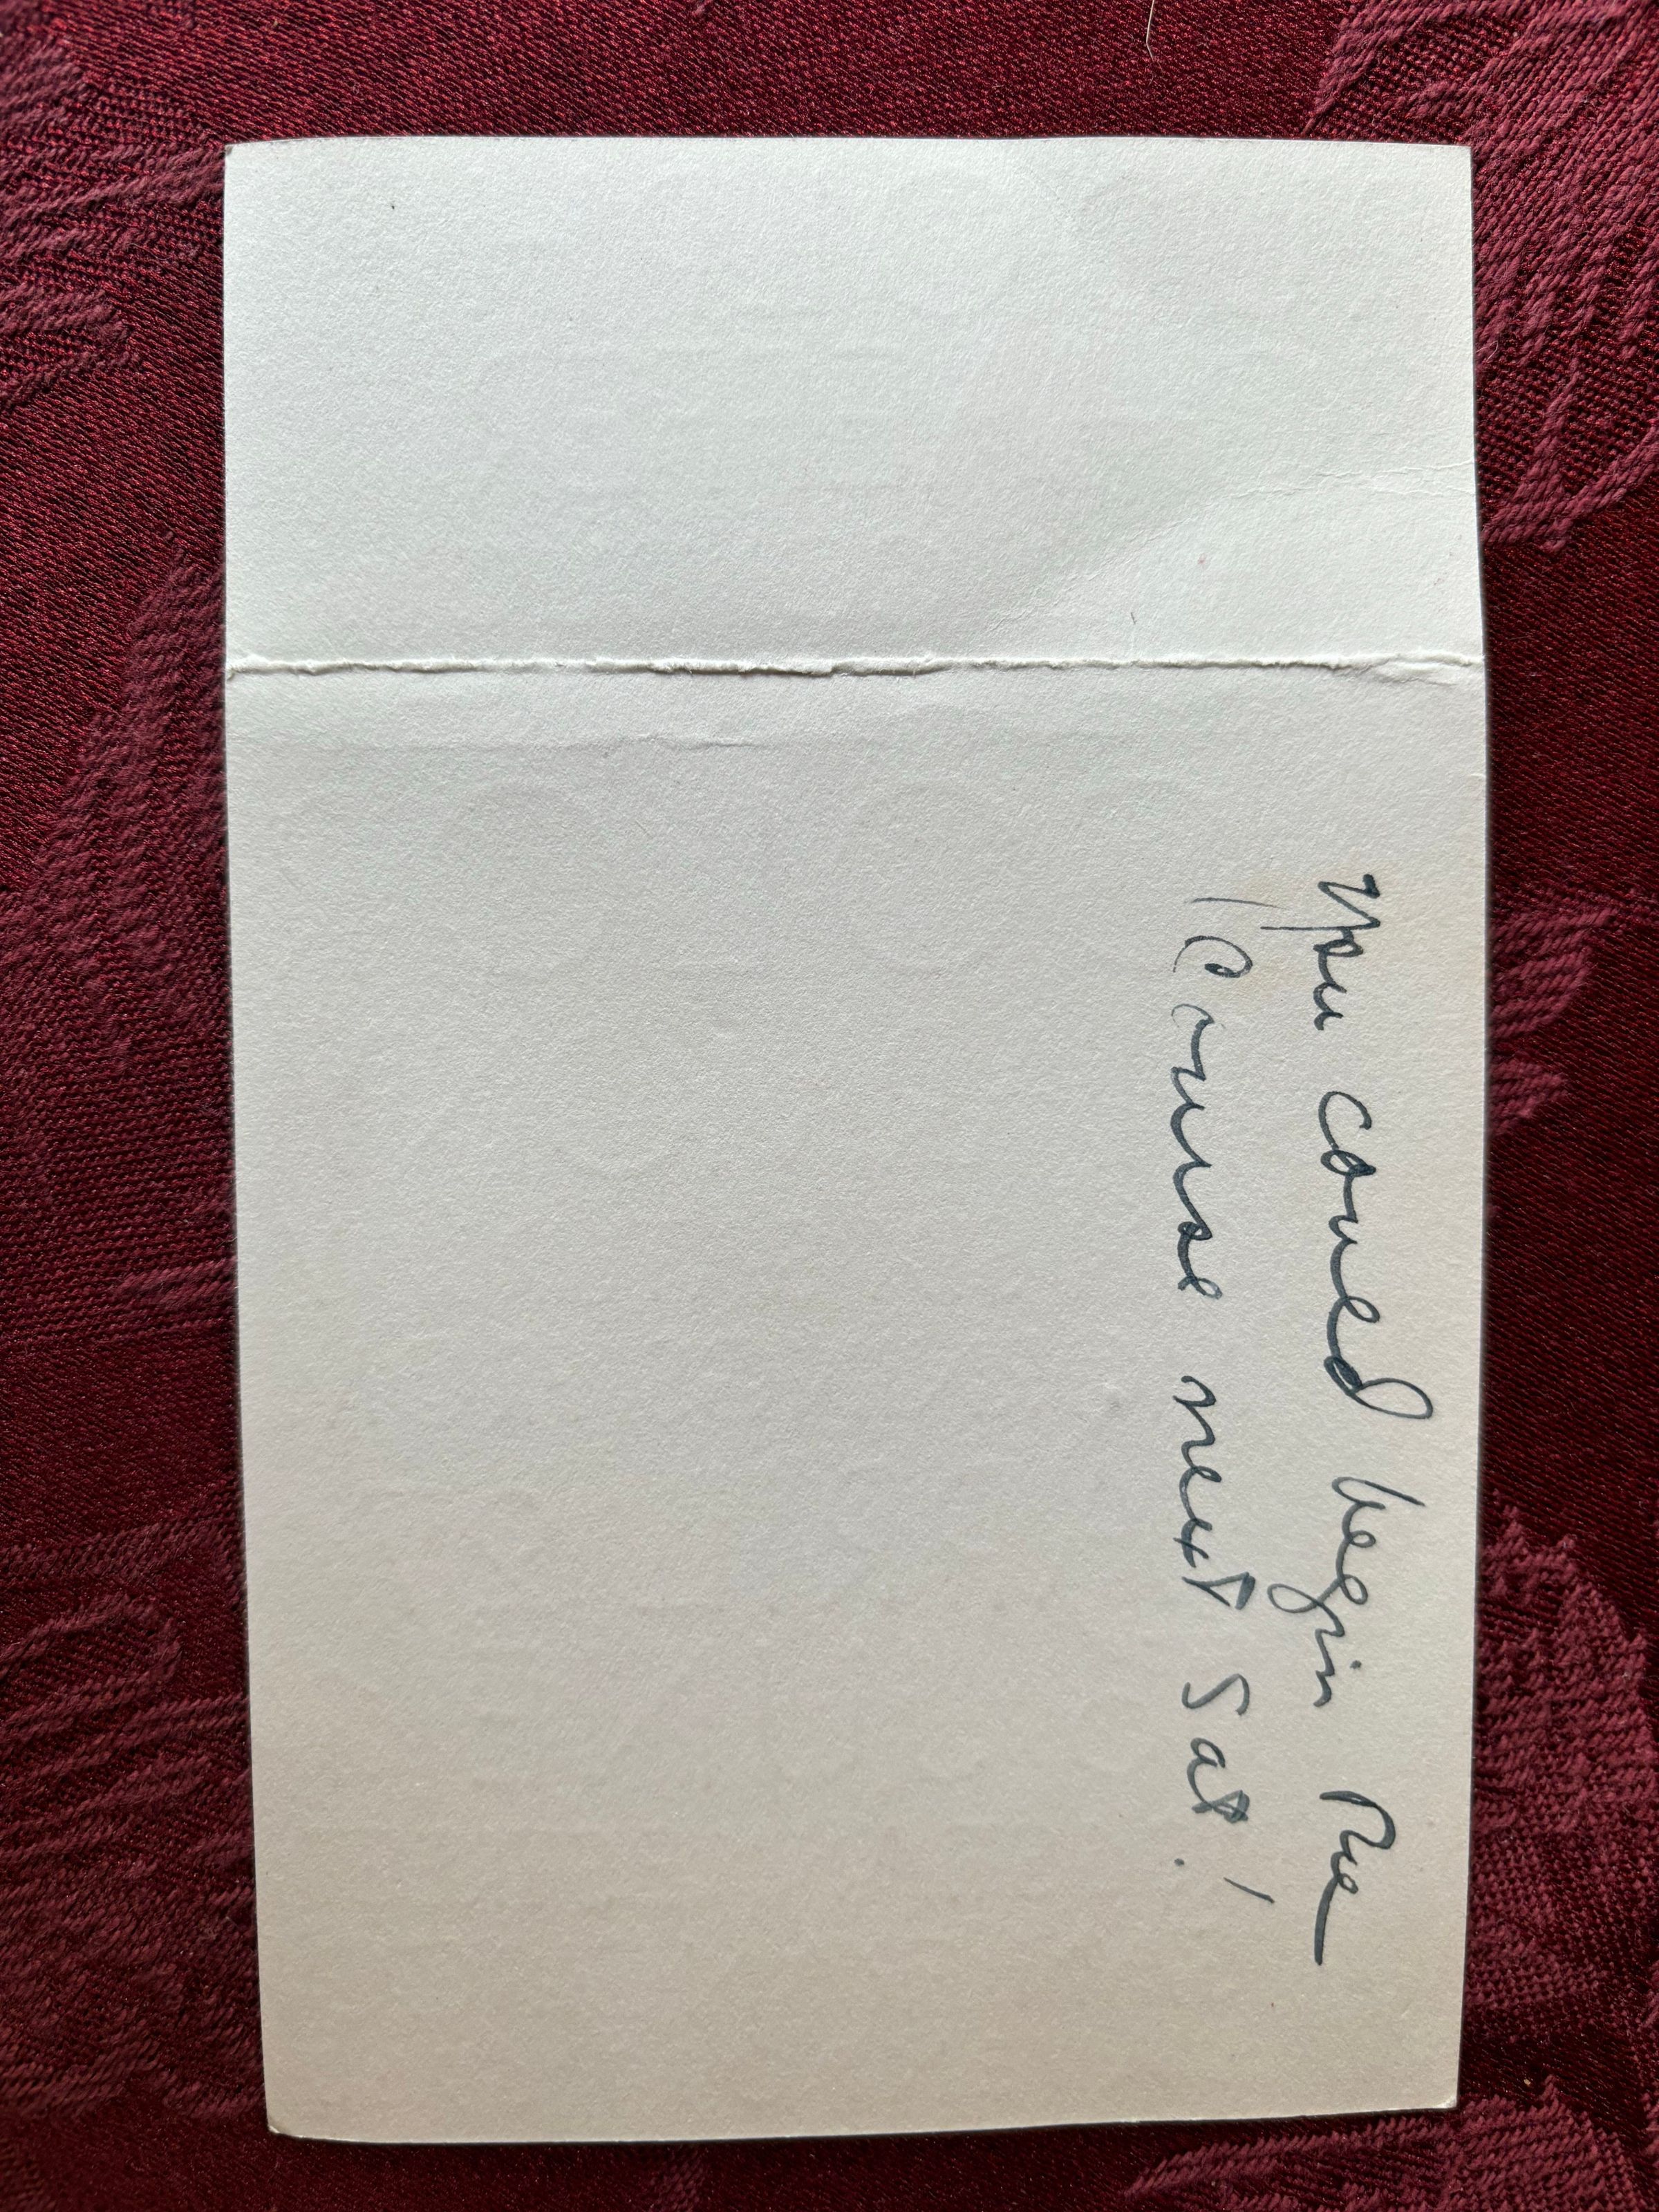 You could begin the
course next Sat!